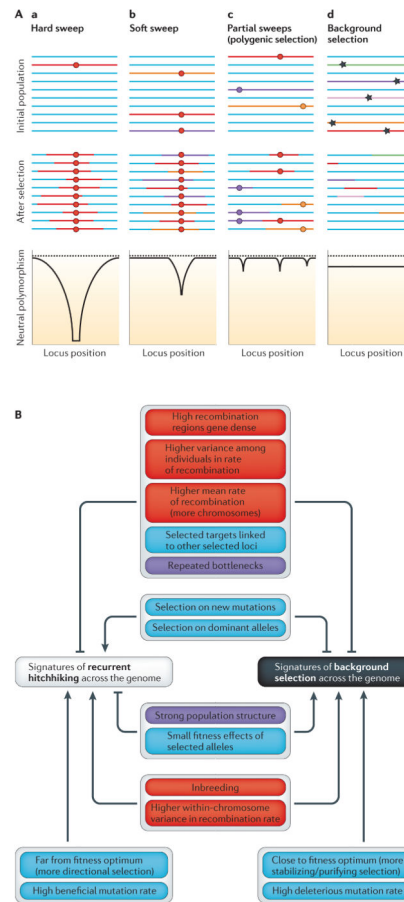 A a b c d
Hard sweep Soft sweep Partial sweeps Background
(polygenic selection) selection
Initial population
After selection
Neutral polymorphism
Locus position Locus position Locus position Locus position
B
High recombination
regions gene dense
Higher variance among
individuals in rate
of recombination
Higher mean rate
of recombination
(more chromosomes)
Selected targets linked
to other selected loci
Repeated bottlenecks
Selection on new mutations
Selection on dominant alleles
Signatures of recurrent
hitchhiking across the genome
Signatures of background
selection across the genome
Strong population structure
Small fitness effects of
selected alleles
Inbreeding
Higher within-chromosome
variance in recombination rate
Far from fitness optimum
(more directional selection)
High beneficial mutation rate
Close to fitness optimum (more
stabilizing/purifying selection)
High deleterious mutation rate